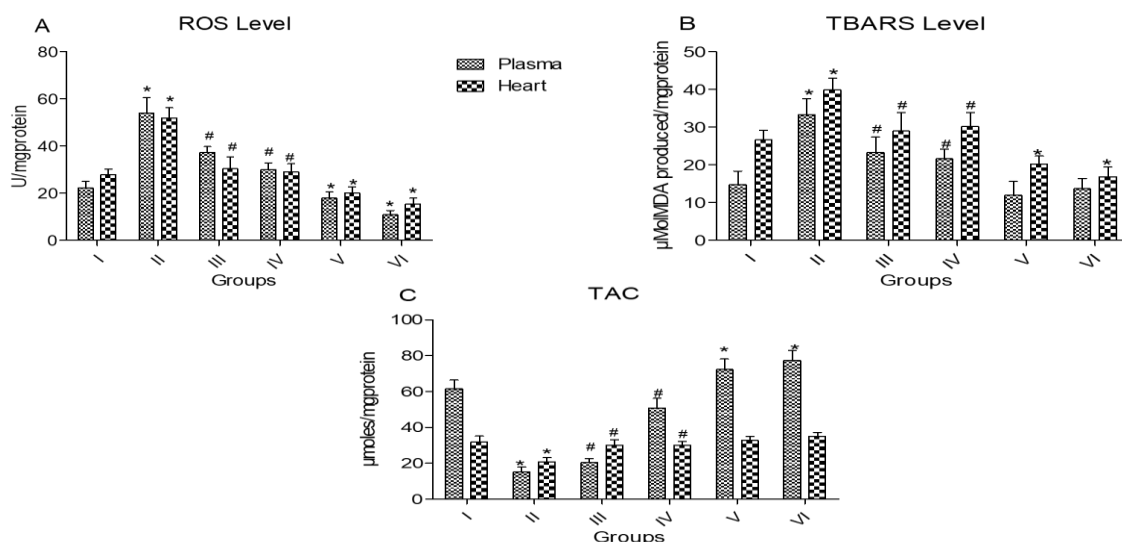 A
ROS Level
80
60
40
20
0
U/mgprotein
* * # # # # * * * *
I II III IV V VI
Groups
Plasma
Heart
B
TBARS Level
50
40
30
20
10
0
µMolMDA produced/mgprotein
* * # # # # * *
I II III IV V VI
Groups
C
TAC
100
80
60
40
20
0
µmoles/mgprotein
* * # # # # * *
I II III IV V VI
Groups